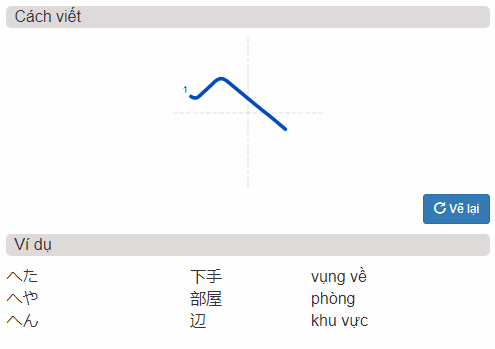 Cách viết
1
Vẽ lại
Ví dụ
へた 下手 vụng về
へや 部屋 phòng
へん 辺 khu vực